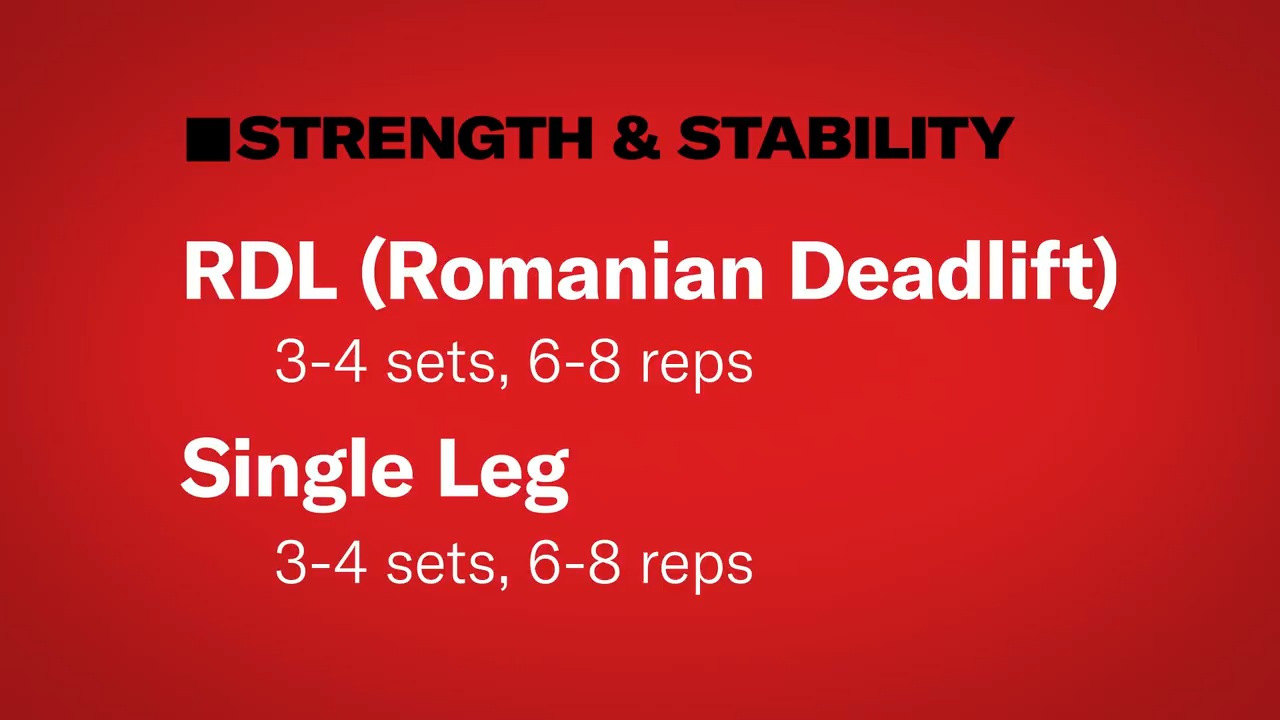 STRENGTH & STABILITY
RDL (Romanian Deadlift)
3-4 sets, 6-8 reps
Single Leg
3-4 sets, 6-8 reps